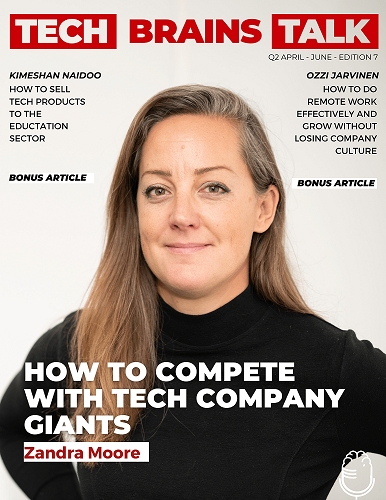 TECH BRAINS TALK
Q2 APRIL - JUNE - EDITION 7
KIMESHAN NAIDOO
HOW TO SELL
TECH PRODUCTS
TO THE
EDUCTATION
SECTOR
BONUS ARTICLE
OZZI JARVINEN
HOW TO DO
REMOTE WORK
EFFECTIVELY AND
GROW WITHOUT
LOSING COMPANY
CULTURE
BONUS ARTICLE
HOW TO COMPETE
WITH TECH COMPANY
GIANTS
Zandra Moore